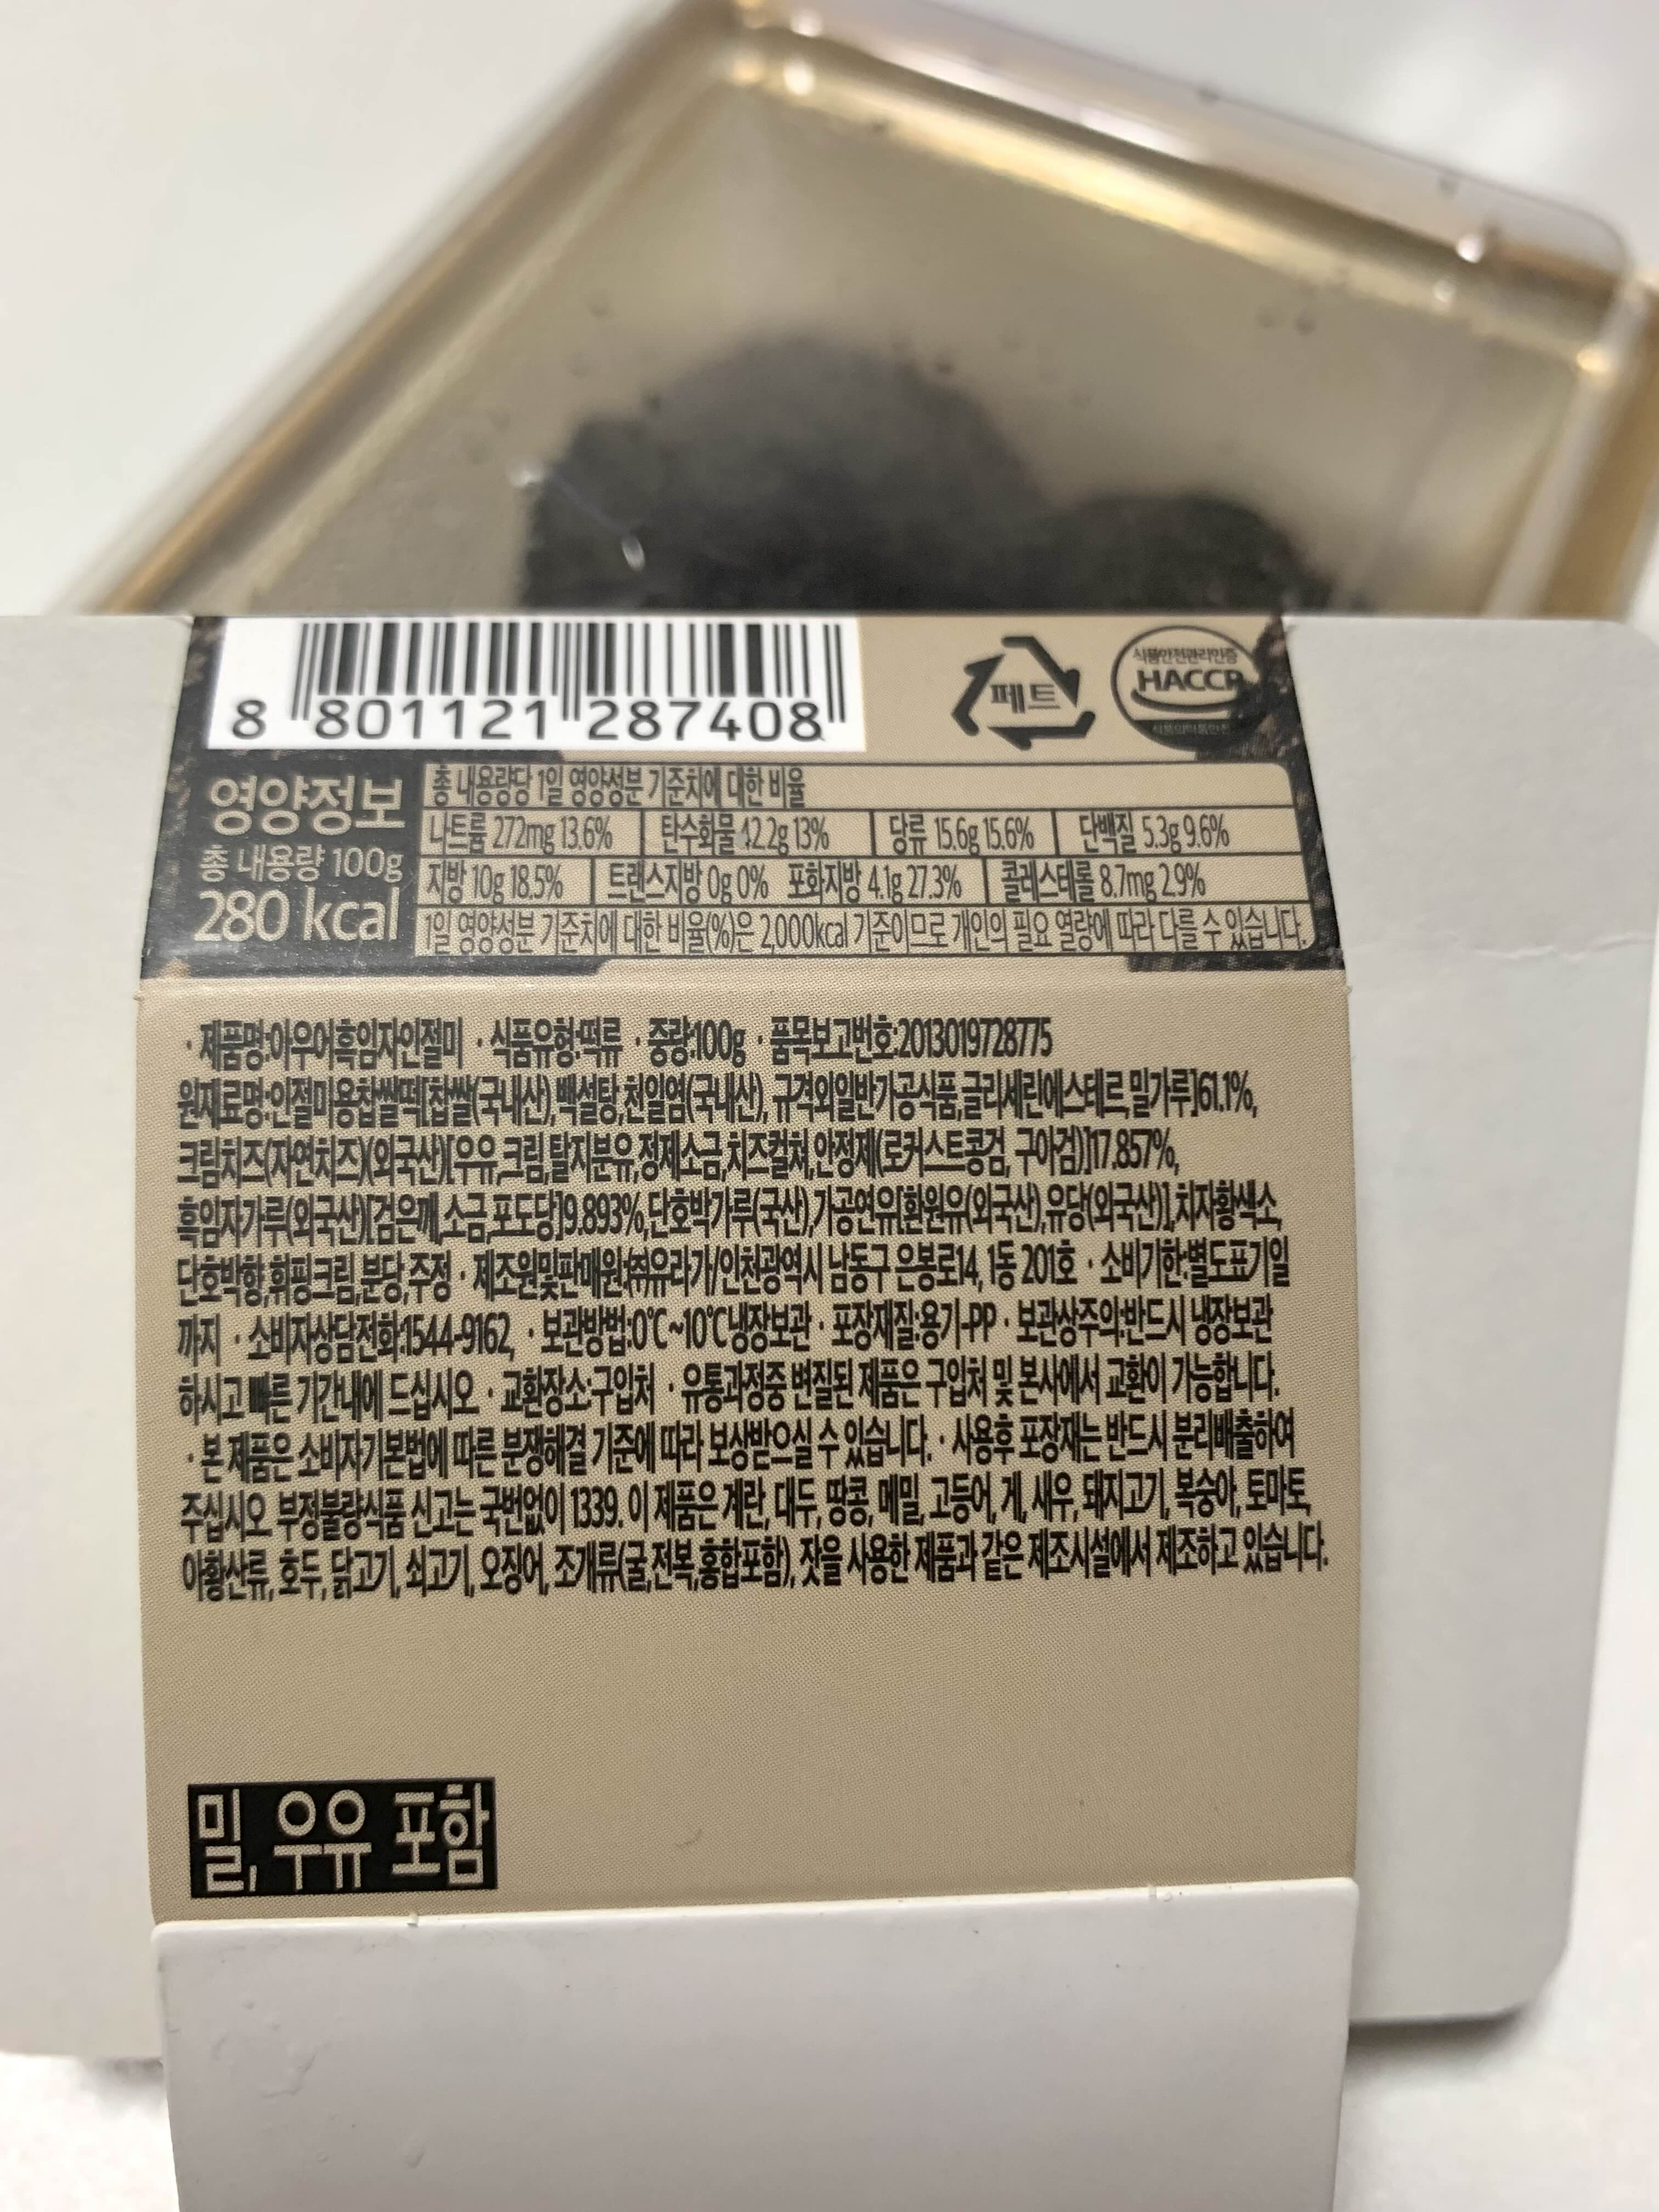 8 801121 287408
페트
식품안전관리인증
HACCP
식품의약품안전
영양정보
총 내용량 100g
280 kcal
총 내용량당 1일 영양성분 기준치에 대한 비율
나트륨 272mg 13.6% 탄수화물 42.2g 13% 당류 15.6g 15.6% 단백질 5.3g 9.6%
지방 10g 18.5% 트랜스지방 0g 0% 포화지방 4.1g 27.3% 콜레스테롤 8.7mg 2.9%
1일 영양성분 기준치에 대한 비율(%)은 2,000kcal 기준이므로 개인의 필요 열량에 따라 다를 수 있습니다.
· 제품명:아우어흑임자인절미 · 식품유형:떡류 · 중량:100g · 품목보고번호:2013019728775
원재료명:인절미용찹쌀떡[찹쌀(국내산), 백설탕,천일염(국내산), 규격외일반가공식품,글리세린에스테르,밀가루]61.1%,
크림치즈(자연치즈)(외국산)[우유,크림,탈지분유,정제소금,치즈컬쳐,안정제(로커스트콩검, 구아검)]17.857%,
흑임자가루(외국산)[검은깨,소금,포도당]9.893%,단호박가루(국산),가공연유[환원유(외국산),유당(외국산)],치자황색소,
단호박향,휘핑크림,분당,주정 · 제조원및판매원:㈜유라가/인천광역시 남동구 은봉로14, 1동 201호 · 소비기한:별도표기일
까지 · 소비자상담전화:1544-9162, · 보관방법:0℃~10℃냉장보관 · 포장재질:용기-PP · 보관상주의:반드시 냉장보관
하시고 빠른 기간내에 드십시오 · 교환장소:구입처 · 유통과정중 변질된 제품은 구입처 및 본사에서 교환이 가능합니다.
· 본 제품은 소비자기본법에 따른 분쟁해결 기준에 따라 보상받으실 수 있습니다. · 사용후 포장재는 반드시 분리배출하여
주십시오 부정불량식품 신고는 국번없이 1339. 이 제품은 계란, 대두, 땅콩, 메밀, 고등어, 게, 새우, 돼지고기, 복숭아, 토마토,
아황산류, 호두, 닭고기, 쇠고기, 오징어, 조개류(굴,전복,홍합포함), 잣을 사용한 제품과 같은 제조시설에서 제조하고 있습니다.
밀, 우유 포함